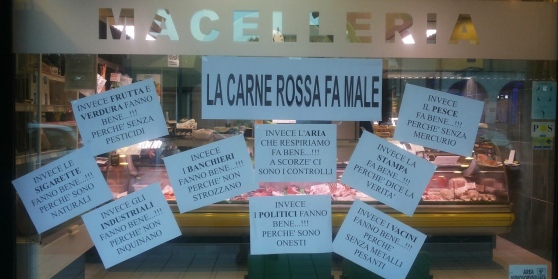 MACELLERIA
LA CARNE ROSSA FA MALE
INVECE FRUTTA E
VERDURA FANNO
BENE...!!!
PERCHE' SENZA
PESTICIDI
INVECE
IL PESCE FA
BENE...!!!
PERCHE' SENZA
MERCURIO
INVECE LE
SIGARETTE
FANNO BENE...!!!
PERCHE' SONO
NATURALI
INVECE
I BANCHIERI
FANNO BENE...!!!
PERCHE' NON
STROZZANO
INVECE L'ARIA
CHE RESPIRIAMO
FA BENE...!!!
A SCORZE' CI
SONO I CONTROLLI
INVECE LA
STAMPA
FA BENE...!!!
PERCHE' DICE LA
VERITA'
INVECE GLI
INDUSTRIALI
FANNO BENE...!!!
PERCHE' NON
INQUINANO
INVECE
I POLITICI FANNO
BENE...!!!
PERCHE' SONO
ONESTI
INVECE I VACINI
FANNO BENE...!!!
PERCHE'
SENZA METALLI
PESANTI